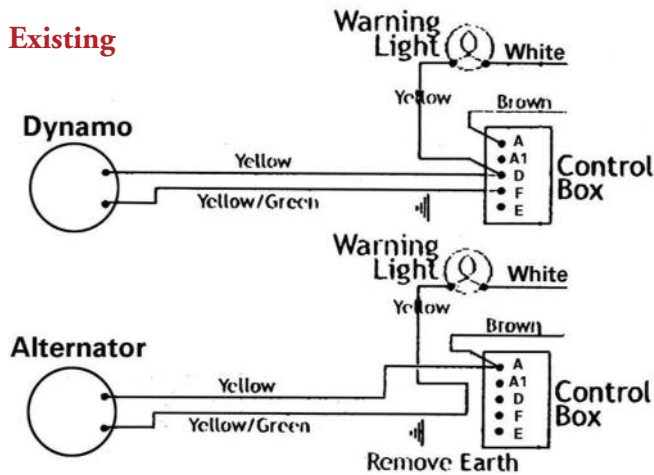 Existing
Warning
Light
White
Yellow
Brown
Dynamo
Yellow
Yellow/Green
A
A1
D
F
E
Control
Box
Warning
Light
White
Yellow
Brown
Alternator
Yellow
Yellow/Green
A
A1
D
F
E
Control
Box
Remove Earth